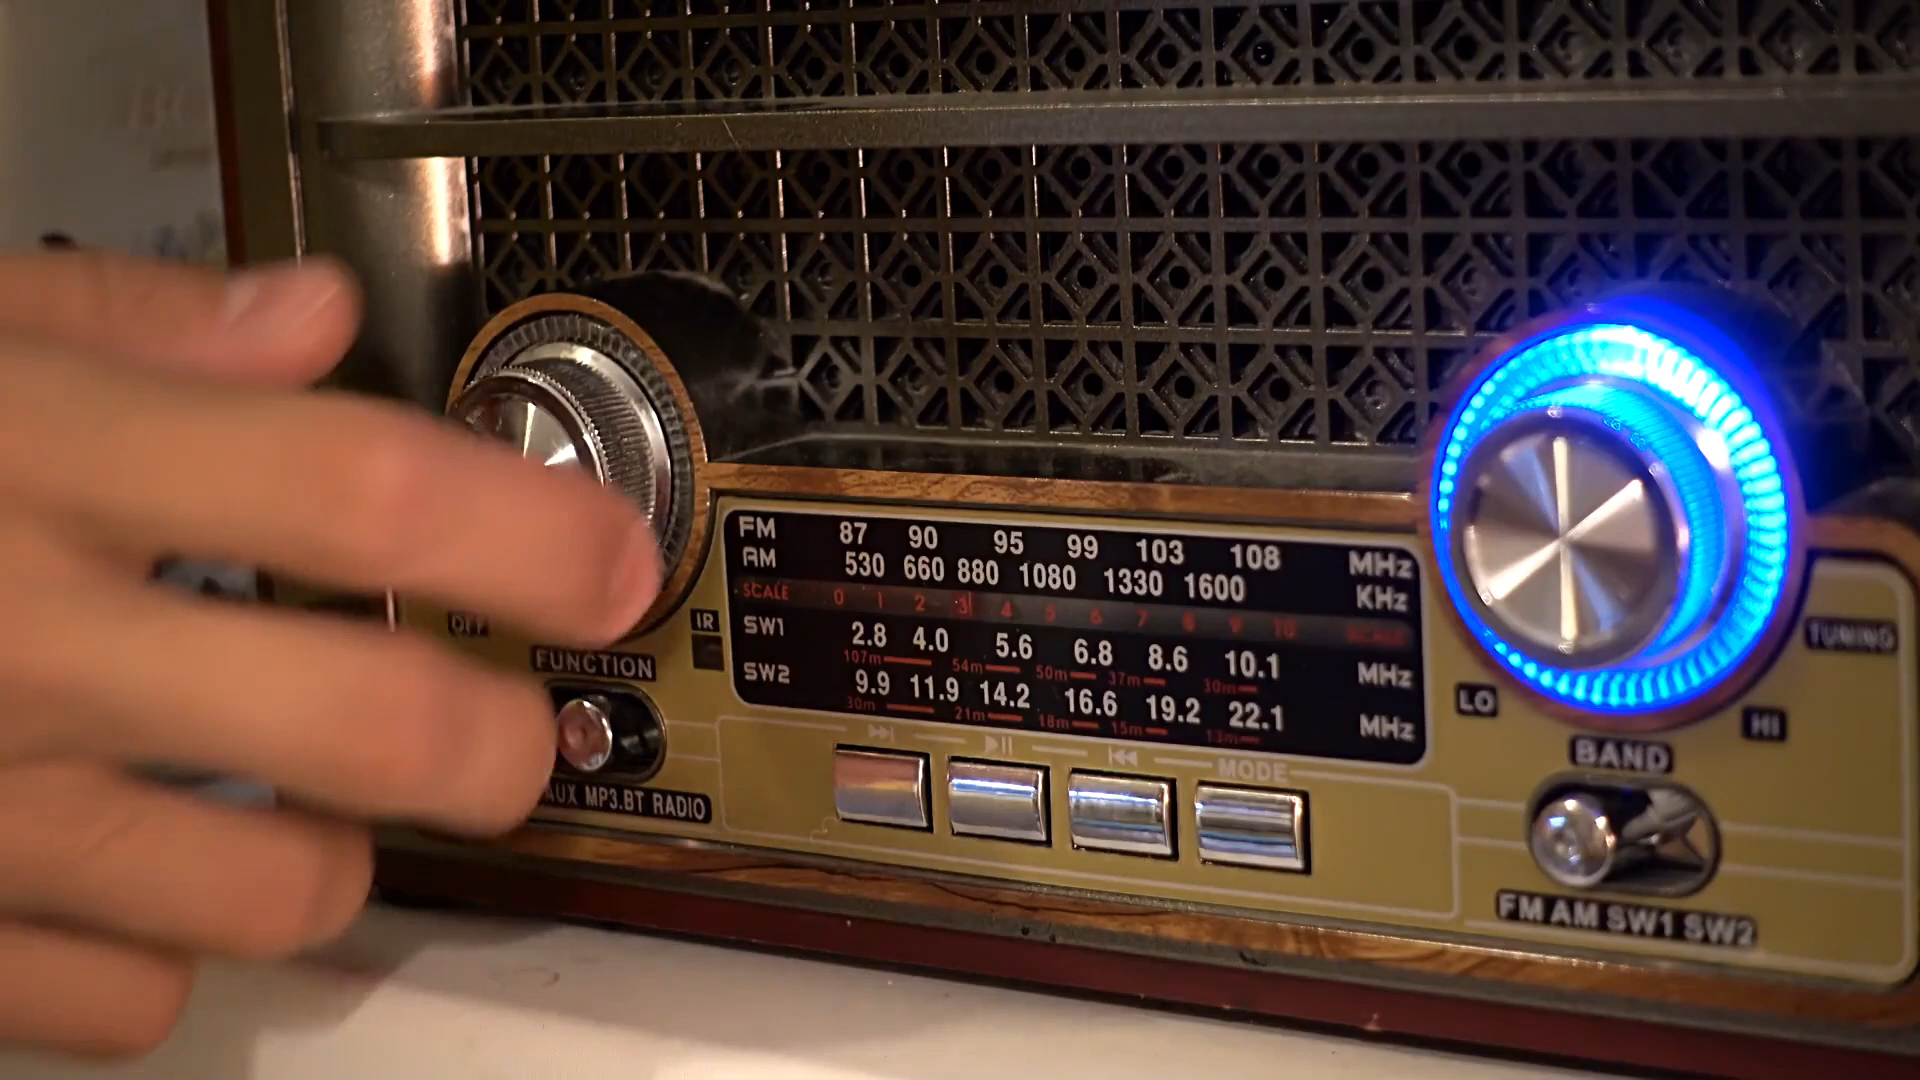 FM 87 90 95 99 103 108 MHz
AM 530 660 880 1080 1330 1600 KHz
SCALE 0 1 2 3 4 5 6 7 8 9 10 SCALE
SW1 2.8 4.0 5.6 6.8 8.6 10.1 MHz
107m 54m 50m 37m 30m
SW2 9.9 11.9 14.2 16.6 19.2 22.1 MHz
30m 21m 18m 15m 13m
OFF
IR
FUNCTION
AUX MP3.BT RADIO
MODE
TUNING
LO
HI
BAND
FM AM SW1 SW2